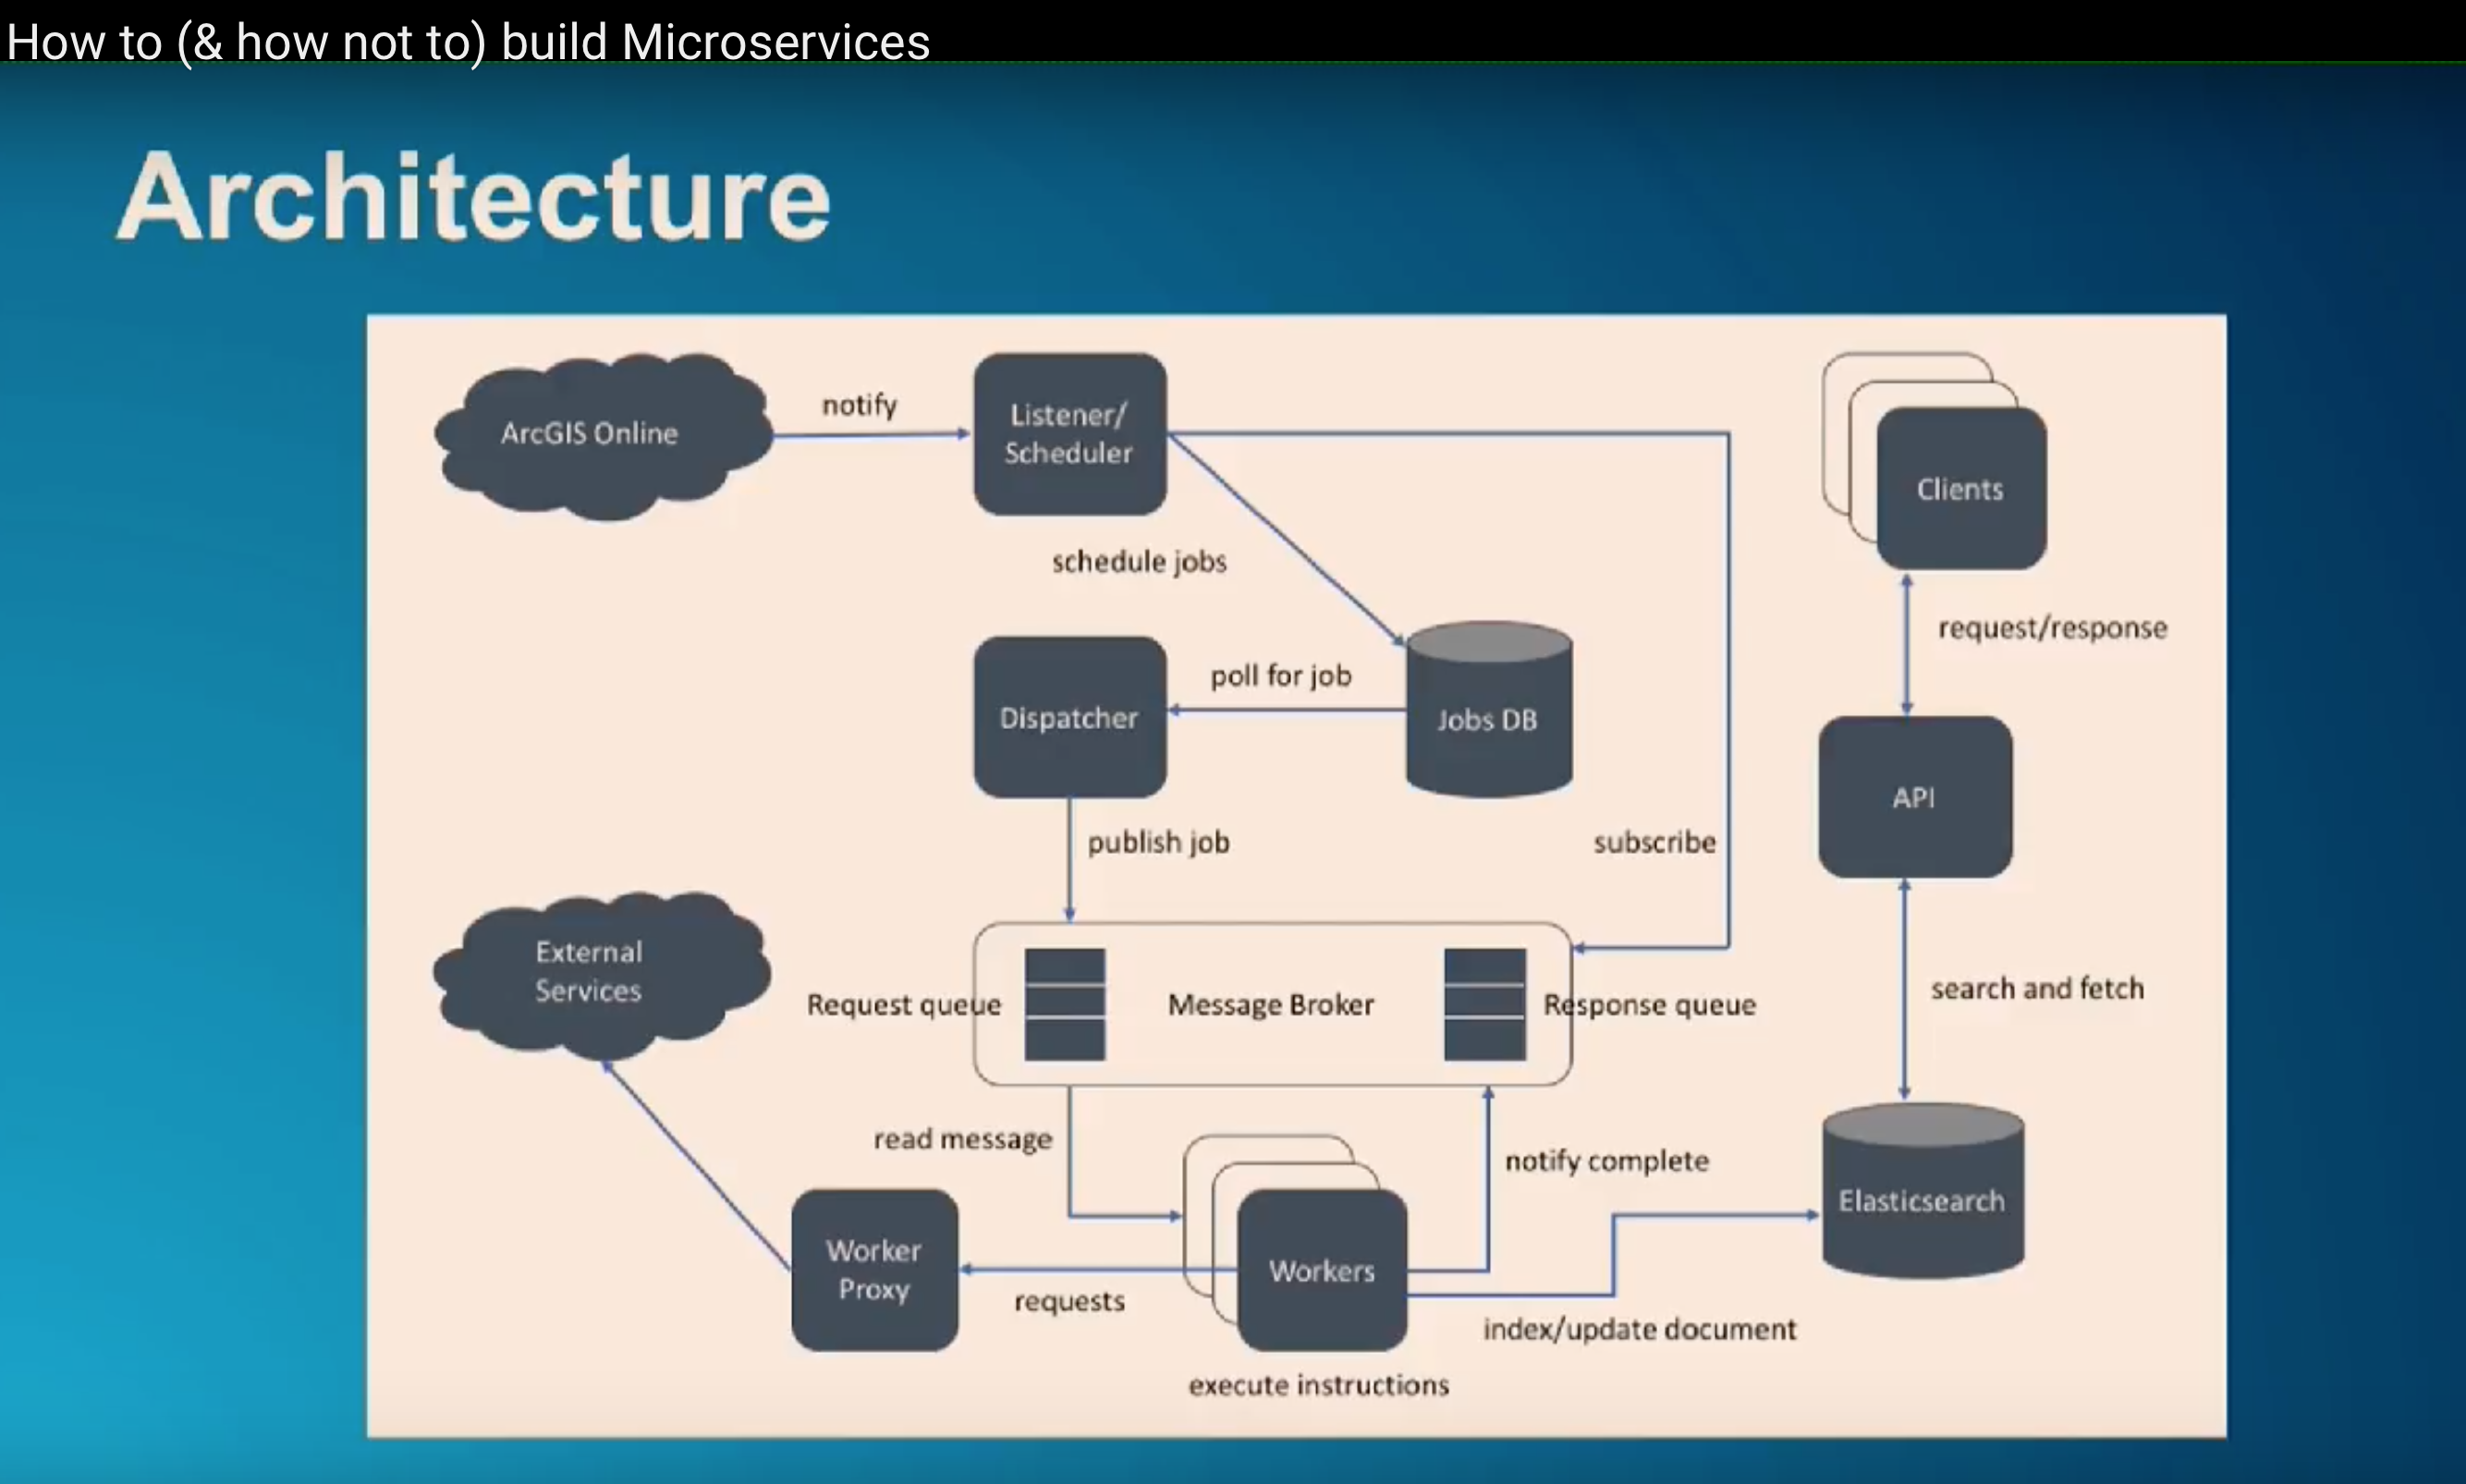 How to (& how not to) build Microservices
Architecture
ArcGIS Online
notify
Listener/
Scheduler
Clients
schedule jobs
request/response
Dispatcher
poll for job
Jobs DB
API
publish job
subscribe
External
Services
Request queue
Message Broker
Response queue
search and fetch
read message
notify complete
Elasticsearch
Worker
Proxy
requests
Workers
index/update document
execute instructions